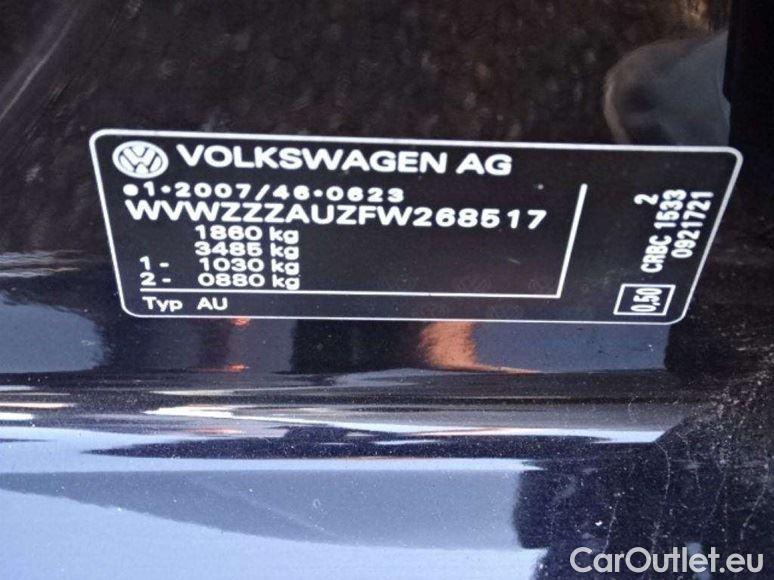 VOLKSWAGEN AG
e1*2007/46*0623
WVWZZZAUZFW268517
1860 kg
3485 kg
1- 1030 kg
2- 0880 kg
Typ AU
2
CRBC 1533
0921721
0,50
CarOutlet.eu